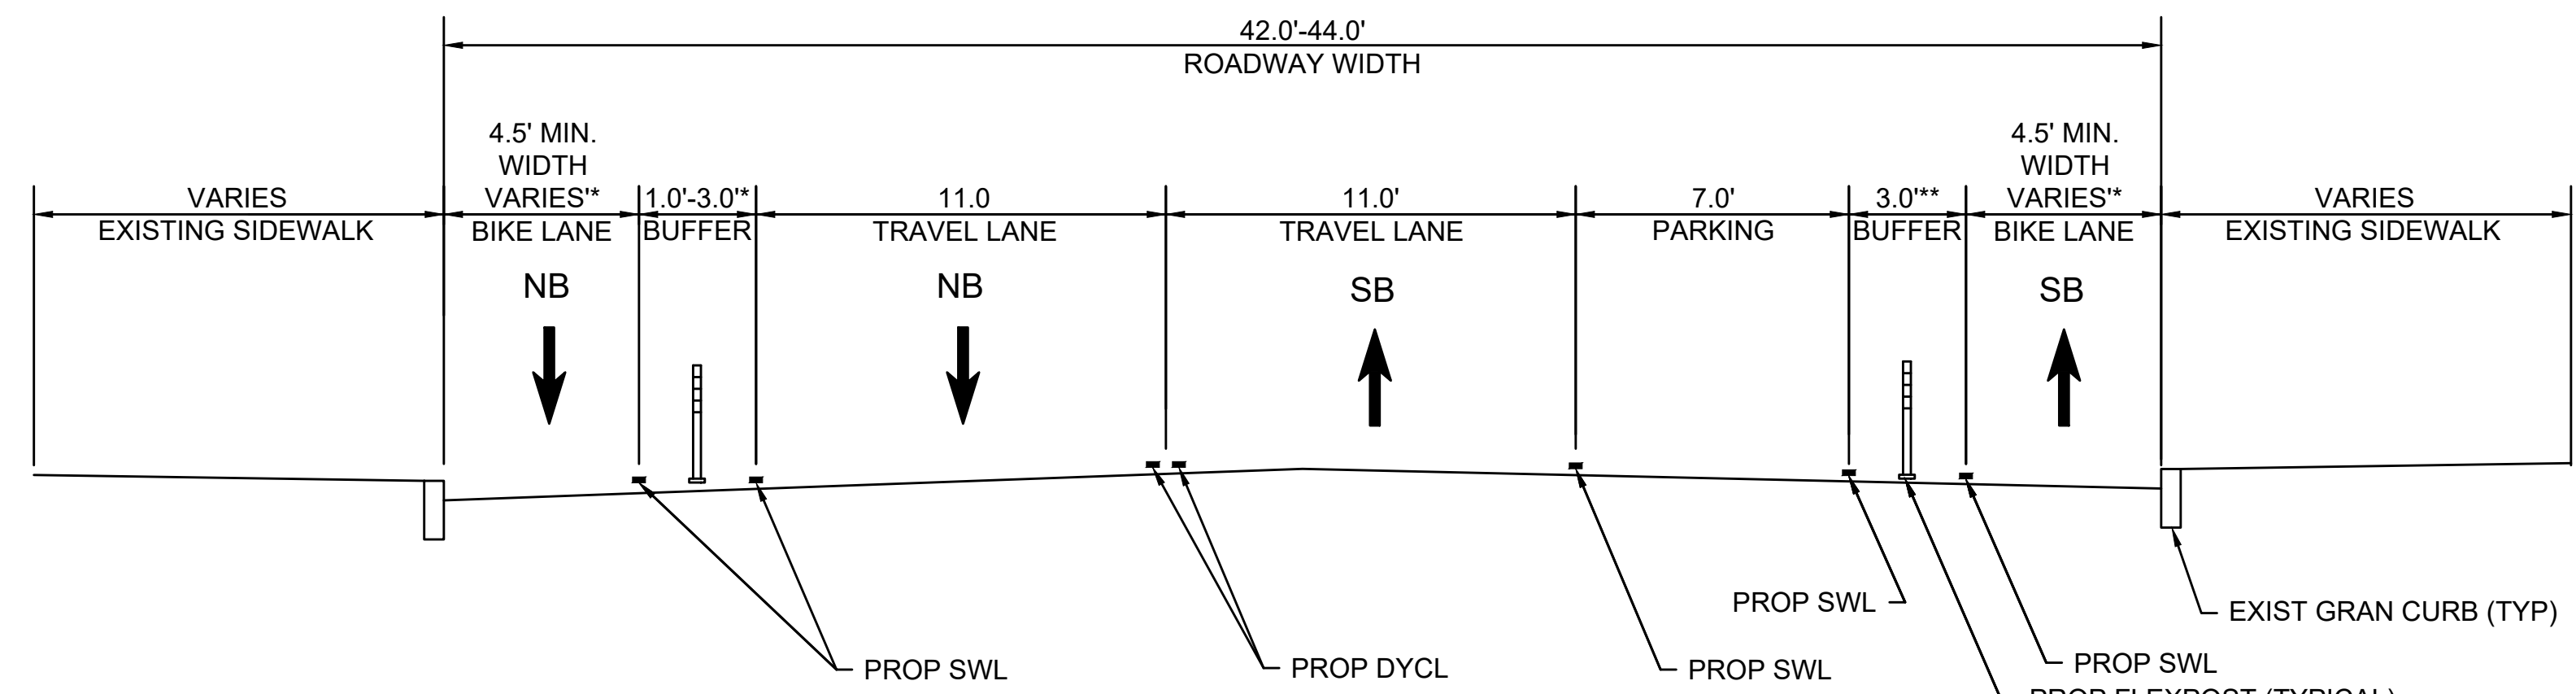 42.0'-44.0'
ROADWAY WIDTH
4.5' MIN.
WIDTH
VARIES'*
BIKE LANE
4.5' MIN.
WIDTH
VARIES'*
BIKE LANE
VARIES
EXISTING SIDEWALK
1.0'-3.0'*
BUFFER
11.0
TRAVEL LANE
11.0'
TRAVEL LANE
7.0'
PARKING
3.0'**
BUFFER
VARIES
EXISTING SIDEWALK
NB
NB
SB
SB
PROP SWL
PROP DYCL
PROP SWL
PROP SWL
EXIST GRAN CURB (TYP)
PROP SWL
PROP FLEXPOST (TYPICAL)